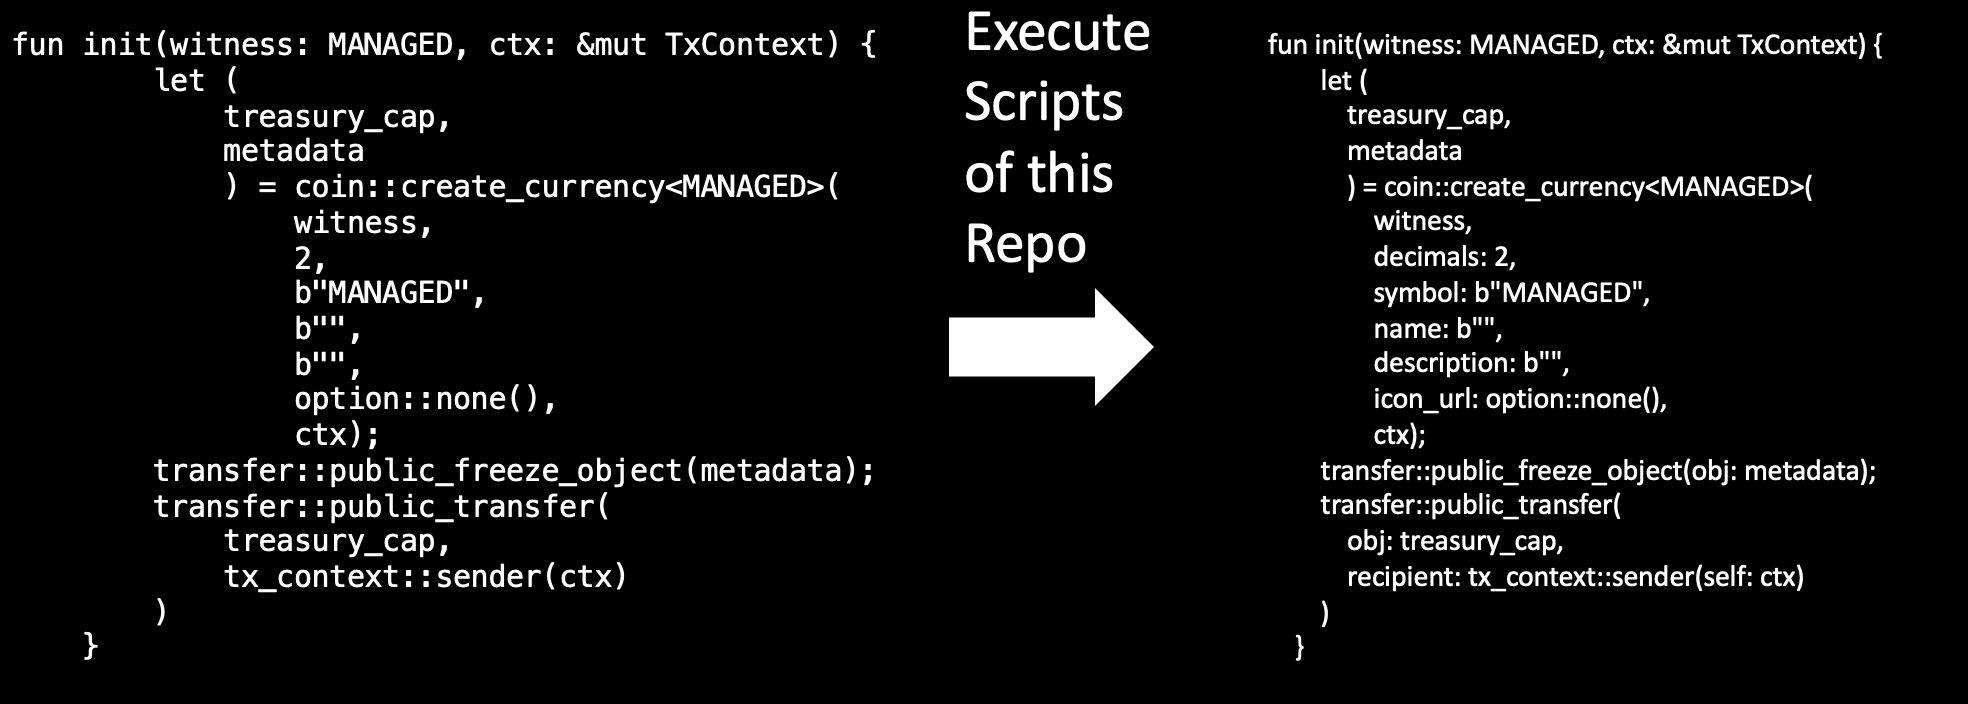 fun init(witness: MANAGED, ctx: &mut TxContext) {
let (
treasury_cap,
metadata
) = coin::create_currency<MANAGED>(
witness,
2,
b"MANAGED",
b"",
b"",
option::none(),
ctx);
transfer::public_freeze_object(metadata);
transfer::public_transfer(
treasury_cap,
tx_context::sender(ctx)
)
}
Execute
Scripts
of this
Repo
fun init(witness: MANAGED, ctx: &mut TxContext) {
let (
treasury_cap,
metadata
) = coin::create_currency<MANAGED>(
witness,
decimals: 2,
symbol: b"MANAGED",
name: b"",
description: b"",
icon_url: option::none(),
ctx);
transfer::public_freeze_object(obj: metadata);
transfer::public_transfer(
obj: treasury_cap,
recipient: tx_context::sender(self: ctx)
)
}